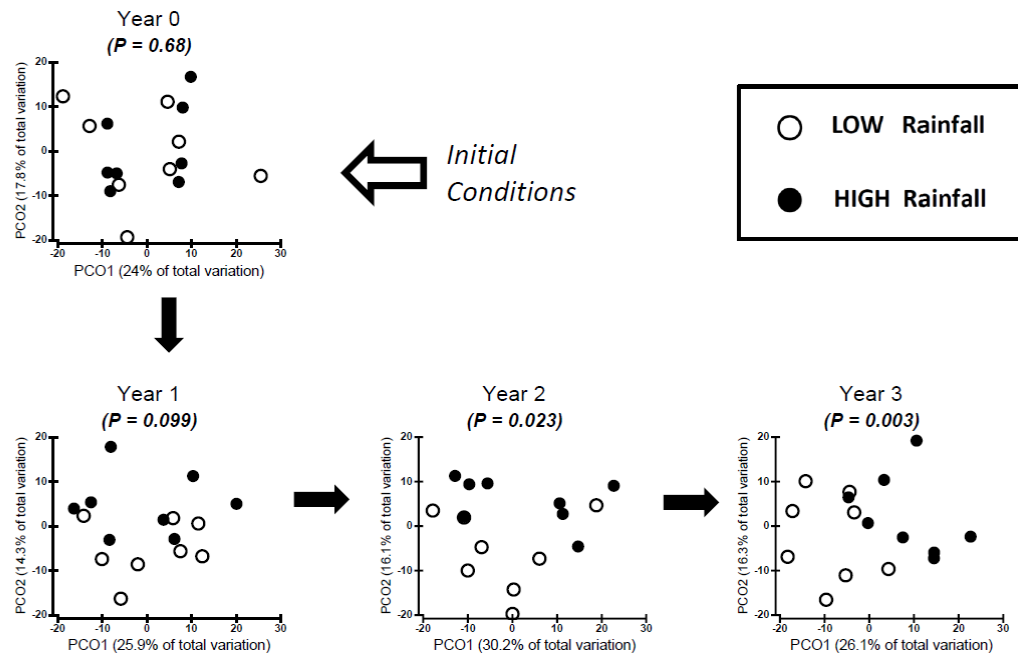 Year 0
(P = 0.68)
20
10
0
-10
-20
PCO2 (17.8% of total variation)
-20 -10 0 10 20 30
PCO1 (24% of total variation)
Initial
Conditions
LOW Rainfall
HIGH Rainfall
Year 1
(P = 0.099)
20
10
0
-10
-20
PCO2 (14.3% of total variation)
-20 -10 0 10 20 30
PCO1 (25.9% of total variation)
Year 2
(P = 0.023)
20
10
0
-10
-20
PCO2 (16.1% of total variation)
-20 -10 0 10 20 30
PCO1 (30.2% of total variation)
Year 3
(P = 0.003)
20
10
0
-10
-20
PCO2 (16.3% of total variation)
-20 -10 0 10 20 30
PCO1 (26.1% of total variation)